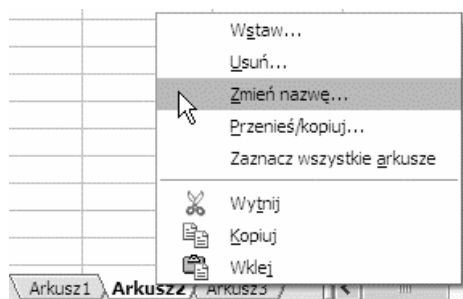 Wstaw...
Usuń...
Zmień nazwę...
Przenieś/kopiuj...
Zaznacz wszystkie arkusze
Wytnij
Kopiuj
Wklej
Arkusz1 Arkusz2 Arkusz3